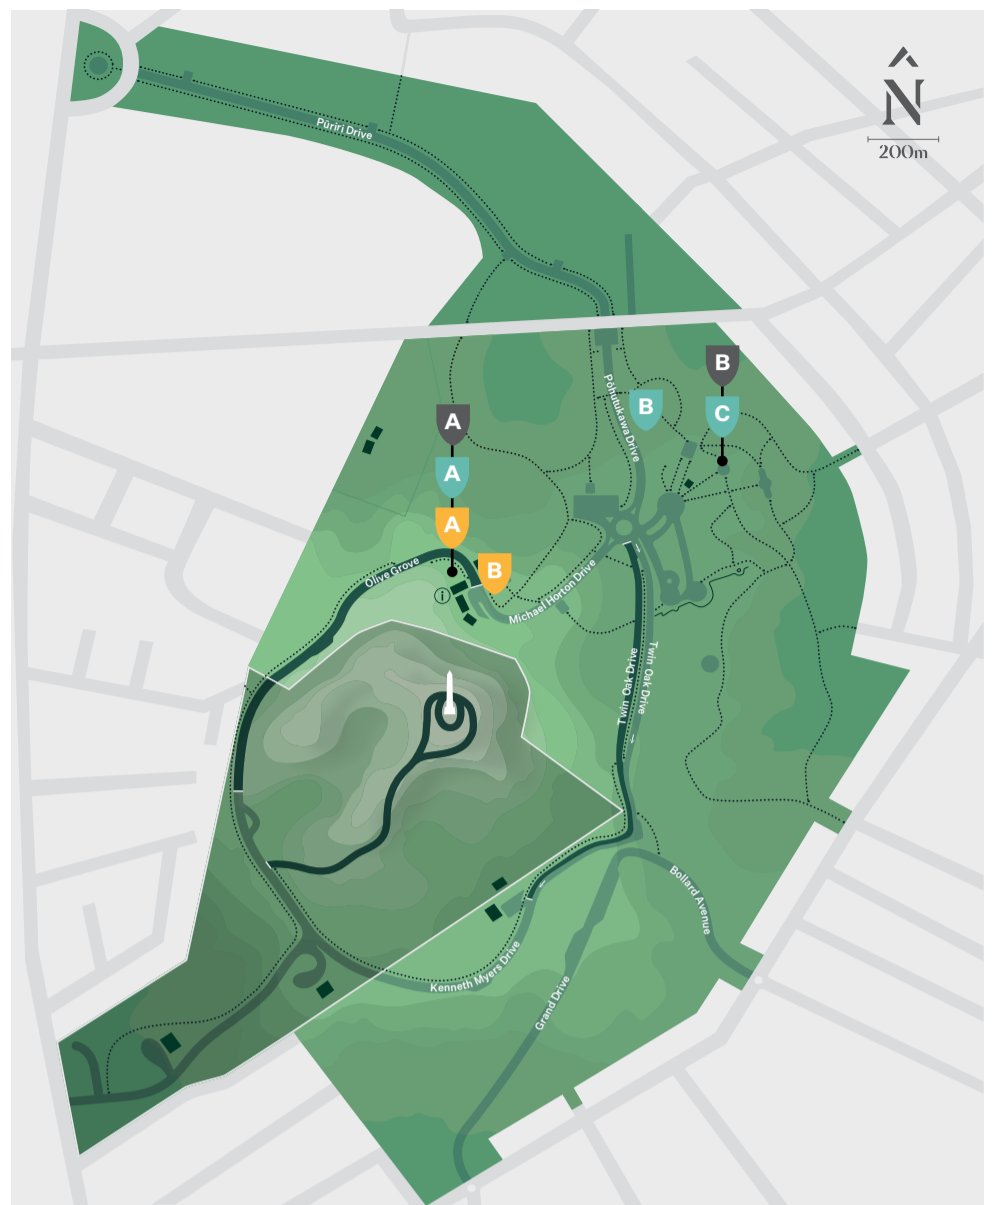 N
200m
Pūriri Drive
Pōhutukawa Drive
B
B
C
A
A
A
B
Olive Grove
i
Michael Horton Drive
Twin Oak Drive
Twin Oak Drive
Bollard Avenue
Kenneth Myers Drive
Grand Drive